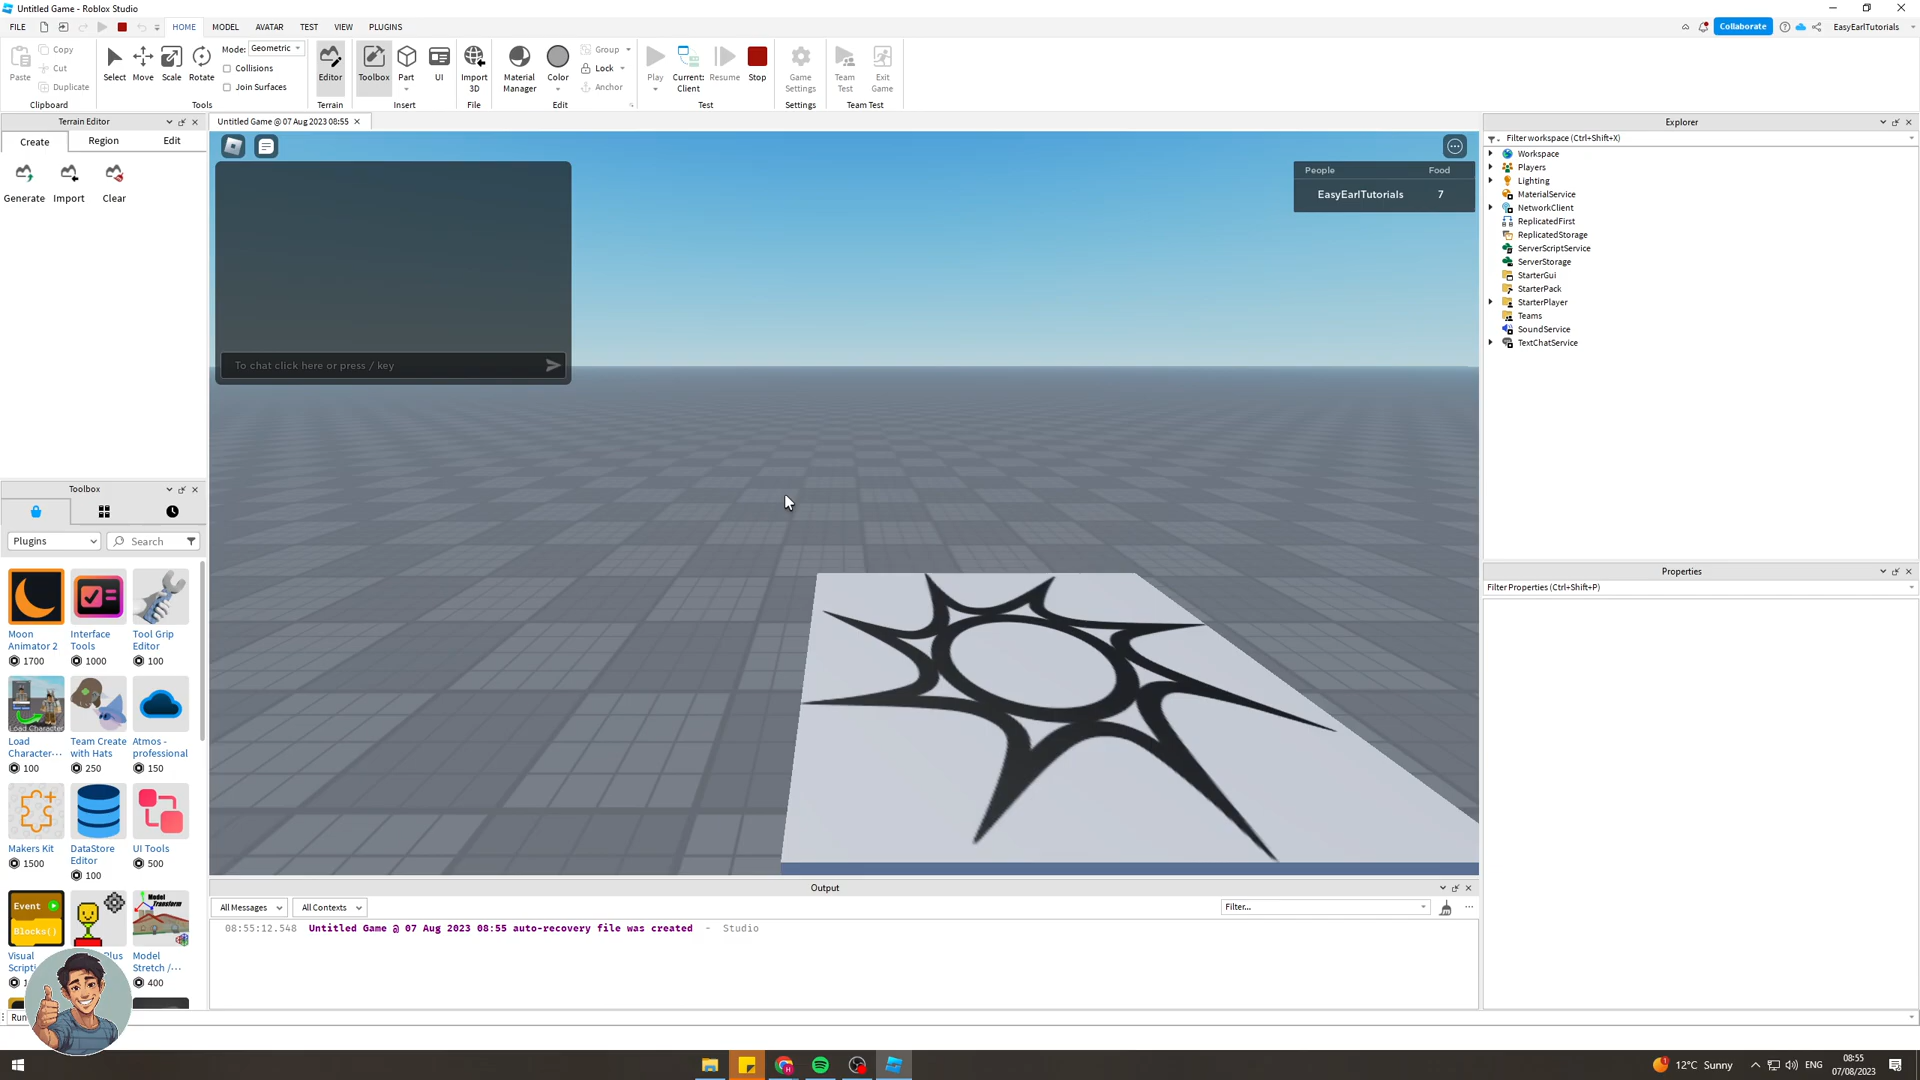 Untitled Game - Roblox Studio
FILE HOME MODEL AVATAR TEST VIEW PLUGINS
Collaborate
EasyEarlTutorials
Paste
Copy
Cut
Duplicate
Clipboard
Select
Move
Scale
Rotate
Mode: Geometric
Collisions
Join Surfaces
Tools
Editor
Terrain
Toolbox
Part
UI
Insert
Import 3D
File
Material Manager
Color
Group
Lock
Anchor
Edit
Play
Current: Client
Resume
Stop
Test
Game Settings
Settings
Team Test
Exit Game
Team Test
Terrain Editor
Create Region Edit
Generate Import Clear
Untitled Game @ 07 Aug 2023 08:55
To chat click here or press / key
People Food
EasyEarlTutorials 7
Explorer
Filter workspace (Ctrl+Shift+X)
Workspace
Players
Lighting
MaterialService
NetworkClient
ReplicatedFirst
ReplicatedStorage
ServerScriptService
ServerStorage
StarterGui
StarterPack
StarterPlayer
Teams
SoundService
TextChatService
Properties
Filter Properties (Ctrl+Shift+P)
Toolbox
Plugins
Search
Moon Animator 2
1700
Interface Tools
1000
Tool Grip Editor
100
Load Character
Load Character...
100
Team Create with Hats
250
Atmos - professional
150
Makers Kit
1500
DataStore Editor
100
UI Tools
500
Event
Blocks()
Visual
Scripti
Plus
Model Transform
Model Stretch /...
400
Run
Output
All Messages
All Contexts
Filter...
08:55:12.548 Untitled Game @ 07 Aug 2023 08:55 auto-recovery file was created - Studio
12°C Sunny
ENG
08:55
07/08/2023